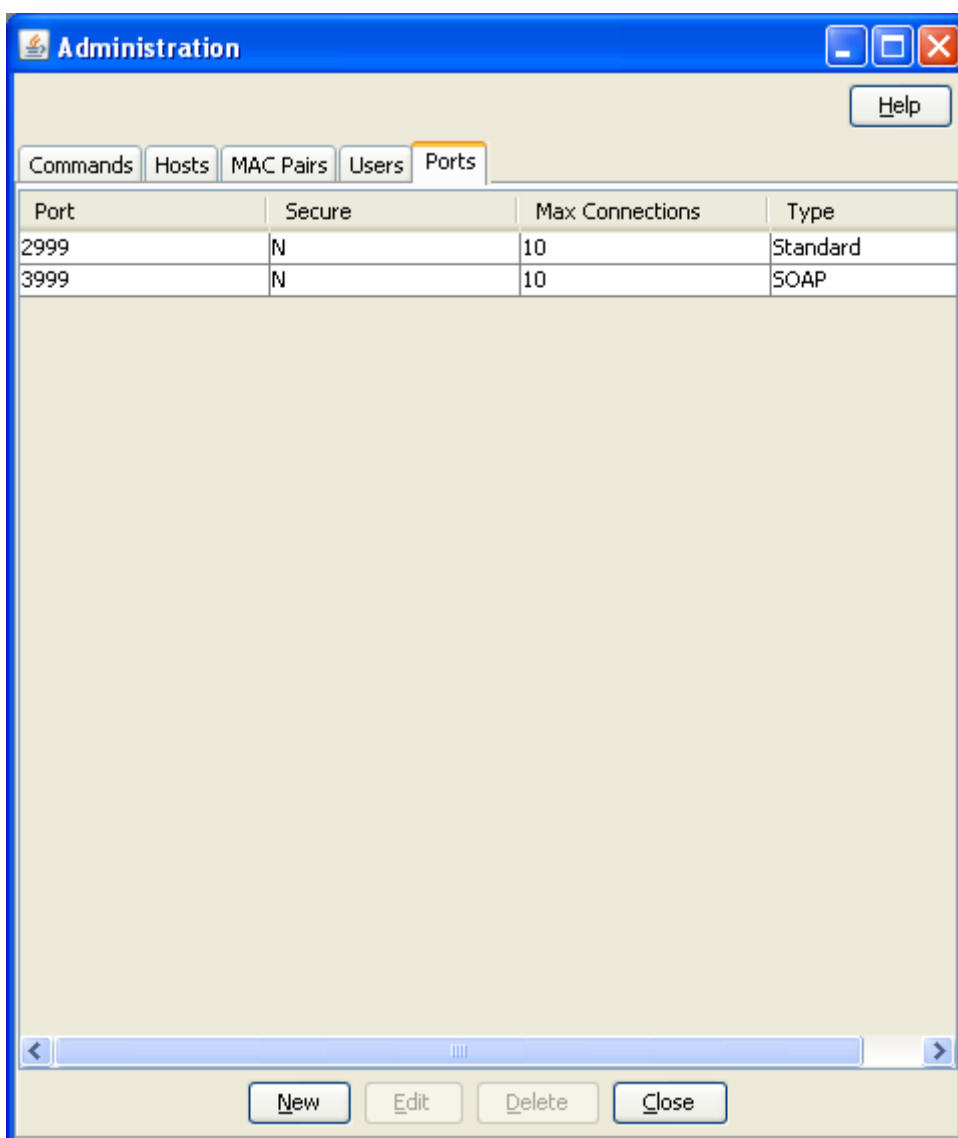 Administration
Help
Commands Hosts MAC Pairs Users Ports
Port Secure Max Connections Type
2999 N 10 Standard
3999 N 10 SOAP
New Edit Delete Close